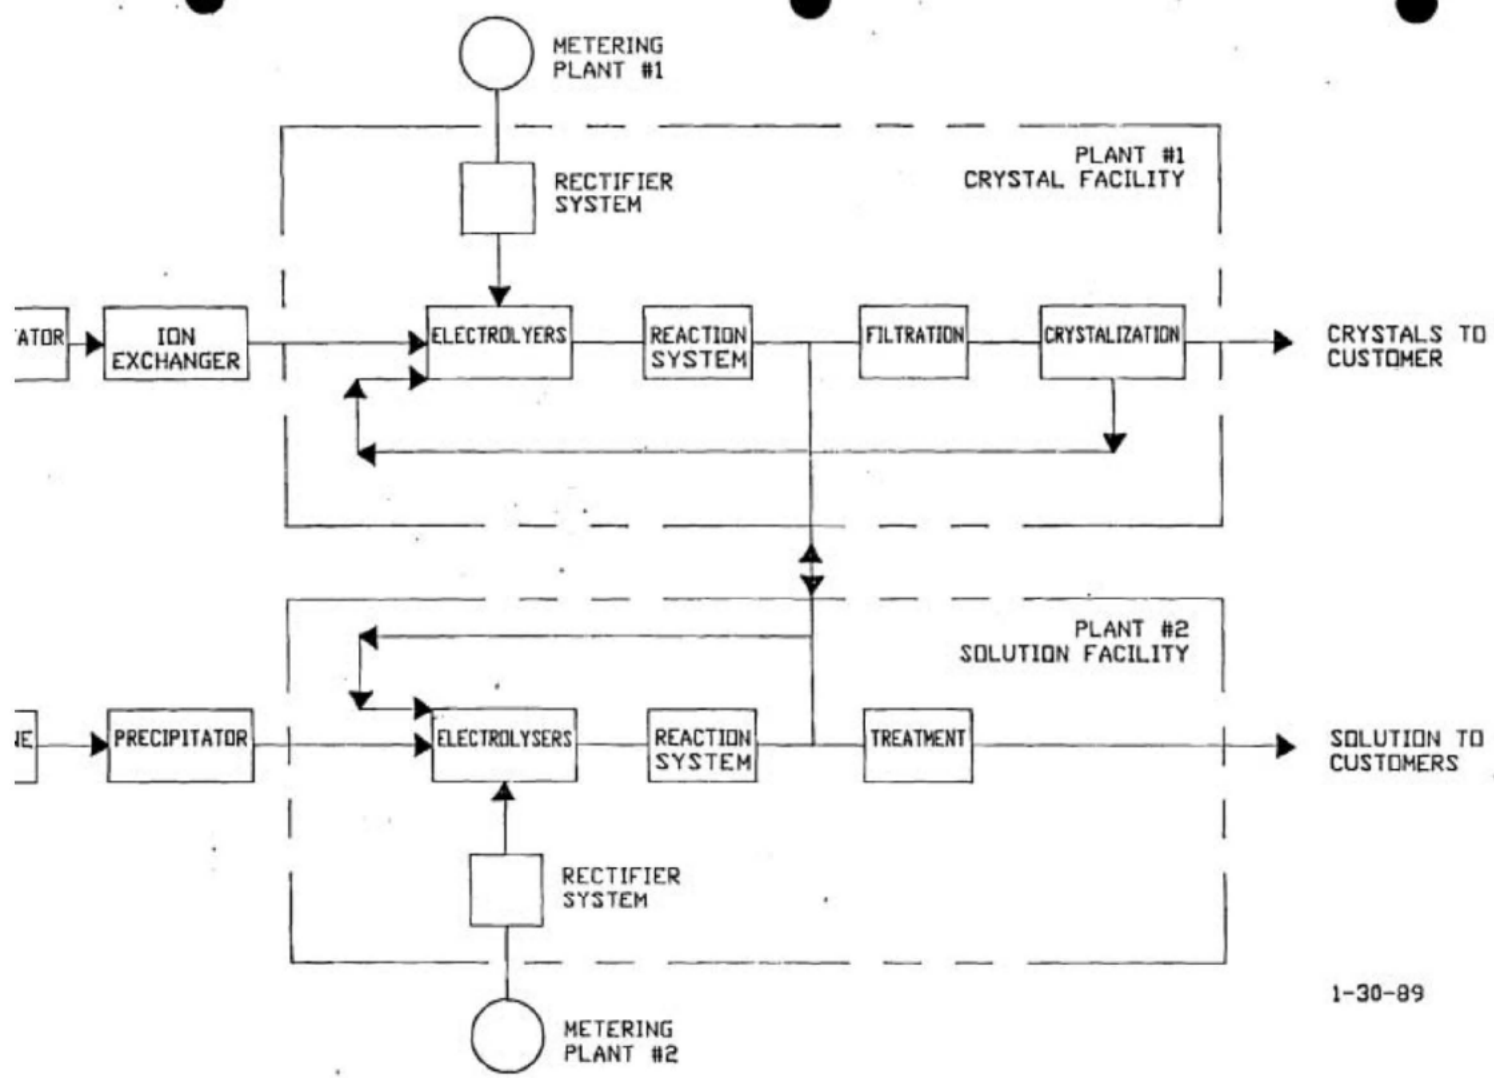 METERING
PLANT #1
PLANT #1
CRYSTAL FACILITY
RECTIFIER
SYSTEM
ATOR
ION
EXCHANGER
ELECTROLYERS
REACTION
SYSTEM
FILTRATION
CRYSTALIZATION
CRYSTALS TO
CUSTOMER
PLANT #2
SOLUTION FACILITY
NE
PRECIPITATOR
ELECTROLYSERS
REACTION
SYSTEM
TREATMENT
SOLUTION TO
CUSTOMERS
RECTIFIER
SYSTEM
1-30-89
METERING
PLANT #2